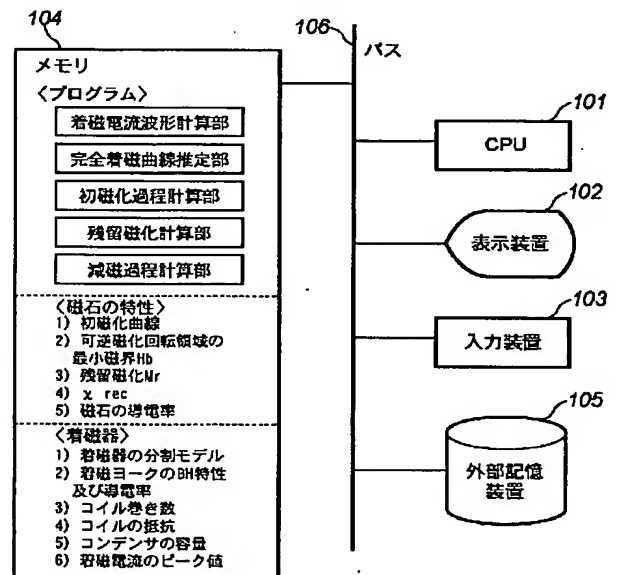 104
メモリ
〈プログラム〉
着磁電流波形計算部
完全着磁曲線推定部
初磁化過程計算部
残留磁化計算部
減磁過程計算部
〈磁石の特性〉
1) 初磁化曲線
2) 可逆磁化回転領域の
最小磁界Hb
3) 残留磁化Mr
4) χ rec
5) 磁石の導電率
〈着磁器〉
1) 着磁器の分割モデル
2) 着磁ヨークのBH特性
及び導電率
3) コイル巻き数
4) コイルの抵抗
5) コンデンサの容量
6) 着磁電流のピーク値
106
バス
101
CPU
102
表示装置
103
入力装置
105
外部記憶
装置